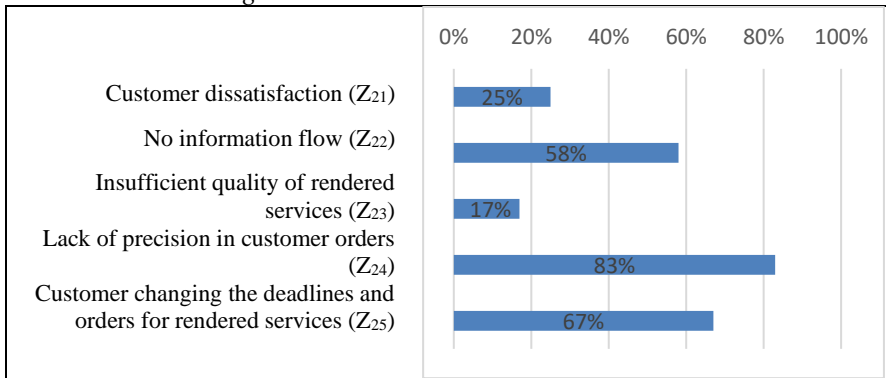 0% 20% 40% 60% 80% 100%
Customer dissatisfaction (Z₂₁)
25%
No information flow (Z₂₂)
58%
Insufficient quality of rendered
services (Z₂₃)
17%
Lack of precision in customer orders
(Z₂₄)
83%
Customer changing the deadlines and
orders for rendered services (Z₂₅)
67%